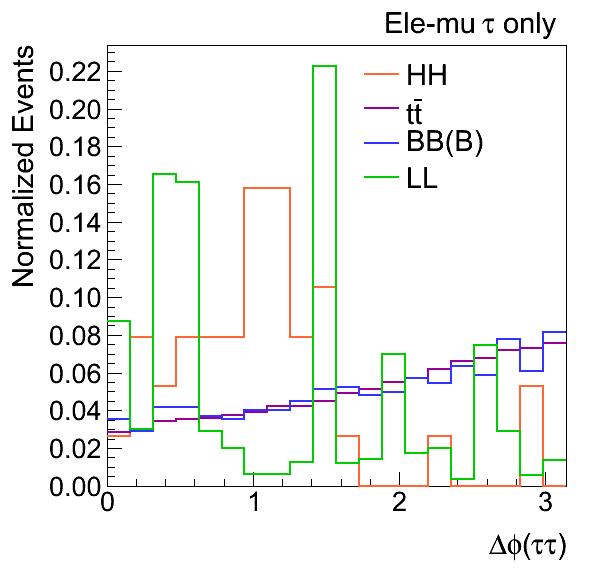 Ele-mu τ only
Normalized Events
0.22
0.20
0.18
0.16
0.14
0.12
0.10
0.08
0.06
0.04
0.02
0.00
HH
tt̄
BB(B)
LL
0 1 2 3
Δϕ(ττ)